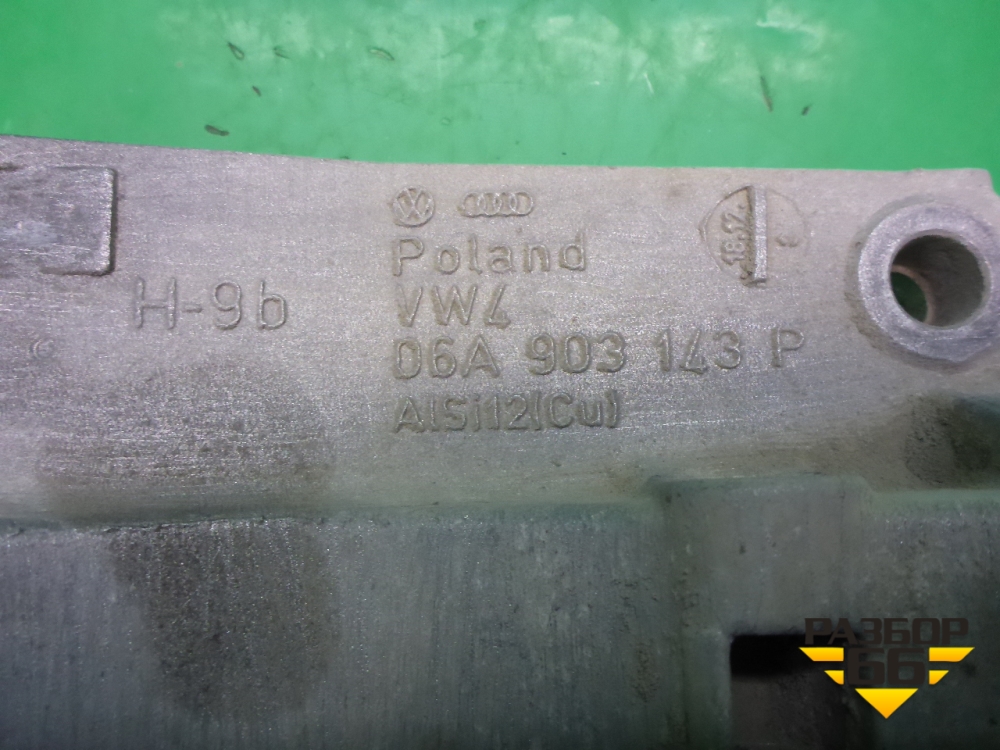 Poland
VW4
H-9b
06A 903 143 P
AlSi12(Cu)
РАЗБОР
66